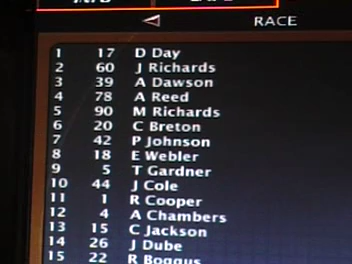 RACE
1 17 D Day
2 60 J Richards
3 39 A Dawson
4 78 A Reed
5 90 M Richards
6 20 C Breton
7 42 P Johnson
8 18 E Webler
9 5 T Gardner
10 44 J Cole
11 1 R Cooper
12 4 A Chambers
13 15 C Jackson
14 26 J Dube
15 22 R Boggus